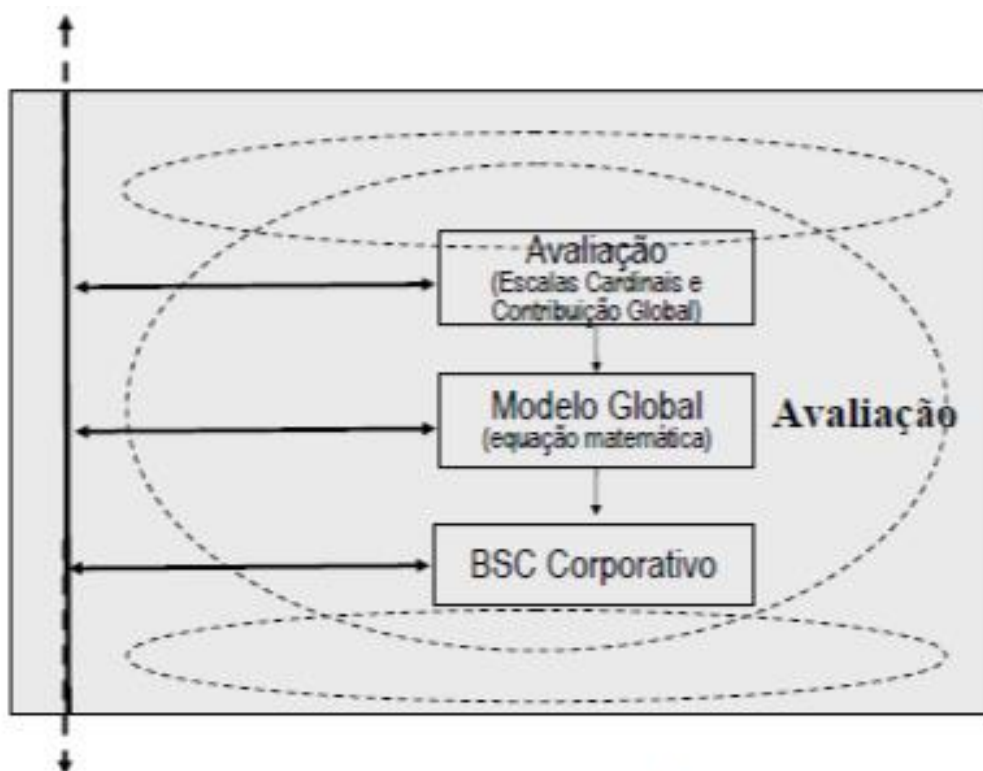 Avaliação
(Escalas Cardinais e
Contribuição Global)
Modelo Global
(equação matemática)
Avaliação
BSC Corporativo